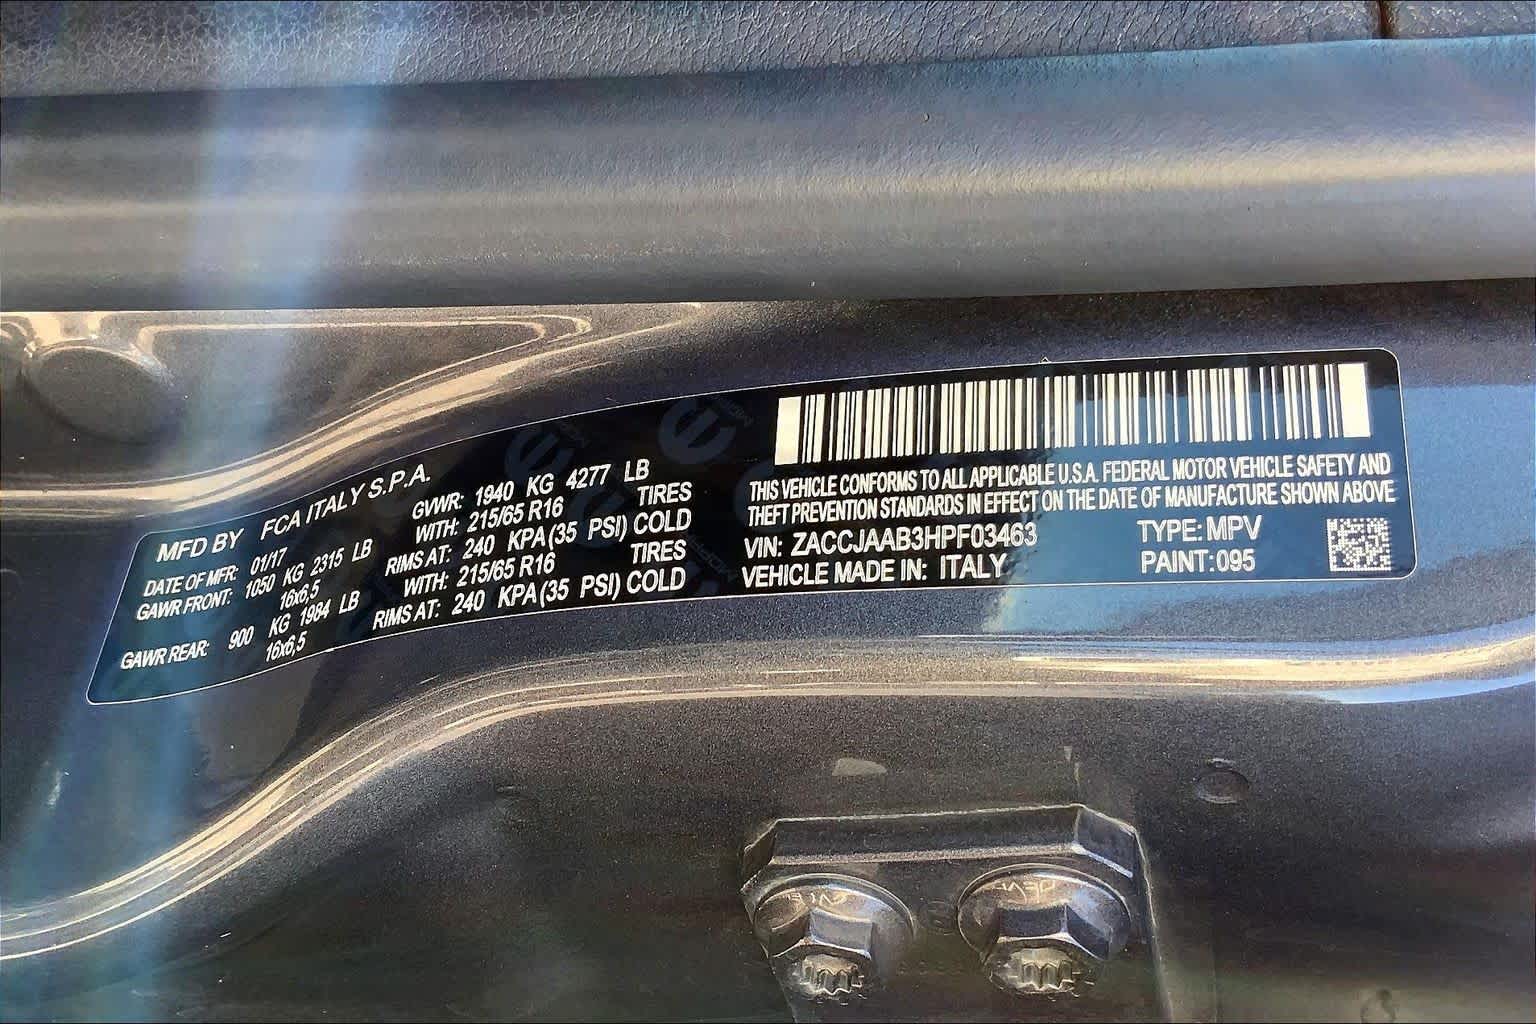 MFD BY FCA ITALY S.P.A.
DATE OF MFR: 01/17 GVWR: 1940 KG 4277 LB
GAWR FRONT: 1050 KG 2315 LB WITH: 215/65 R16 TIRES
16x6,5 RIMS AT: 240 KPA(35 PSI) COLD
GAWR REAR: 900 KG 1984 LB WITH: 215/65 R16 TIRES
16x6,5 RIMS AT: 240 KPA(35 PSI) COLD
THIS VEHICLE CONFORMS TO ALL APPLICABLE U.S.A. FEDERAL MOTOR VEHICLE SAFETY AND
THEFT PREVENTION STANDARDS IN EFFECT ON THE DATE OF MANUFACTURE SHOWN ABOVE
VIN: ZACCJAAB3HPF03463 TYPE: MPV
VEHICLE MADE IN: ITALY PAINT: 095